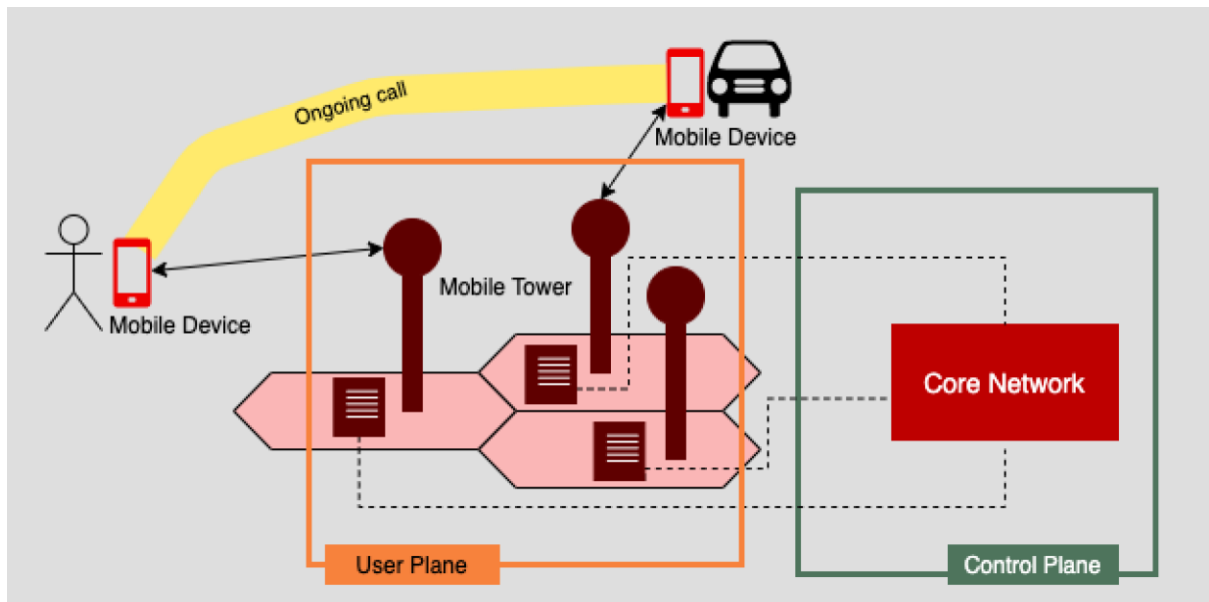 Ongoing call
Mobile Device
Mobile Tower
Mobile Device
Core Network
User Plane
Control Plane